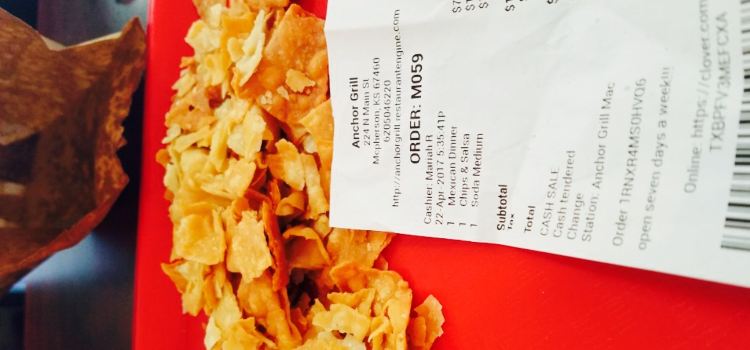 Anchor Grill
224 N Main St
Mcpherson, KS 67460
6205046220
http://anchorgrill.restaurantengine.com
ORDER: M059
Cashier: Mariah R
22-Apr-2017 5:35:41P
1 Mexican Dinner
1 Chips & Salsa
1 Soda Medium
Subtotal
Tax
Total
CASH SALE
Cash tendered
Change
Station: Anchor Grill Mac
Order 1RNXR4MS0HVQ6
open seven days a week!!!
Online: https://clover.com
TXBPFV3MEFCXA